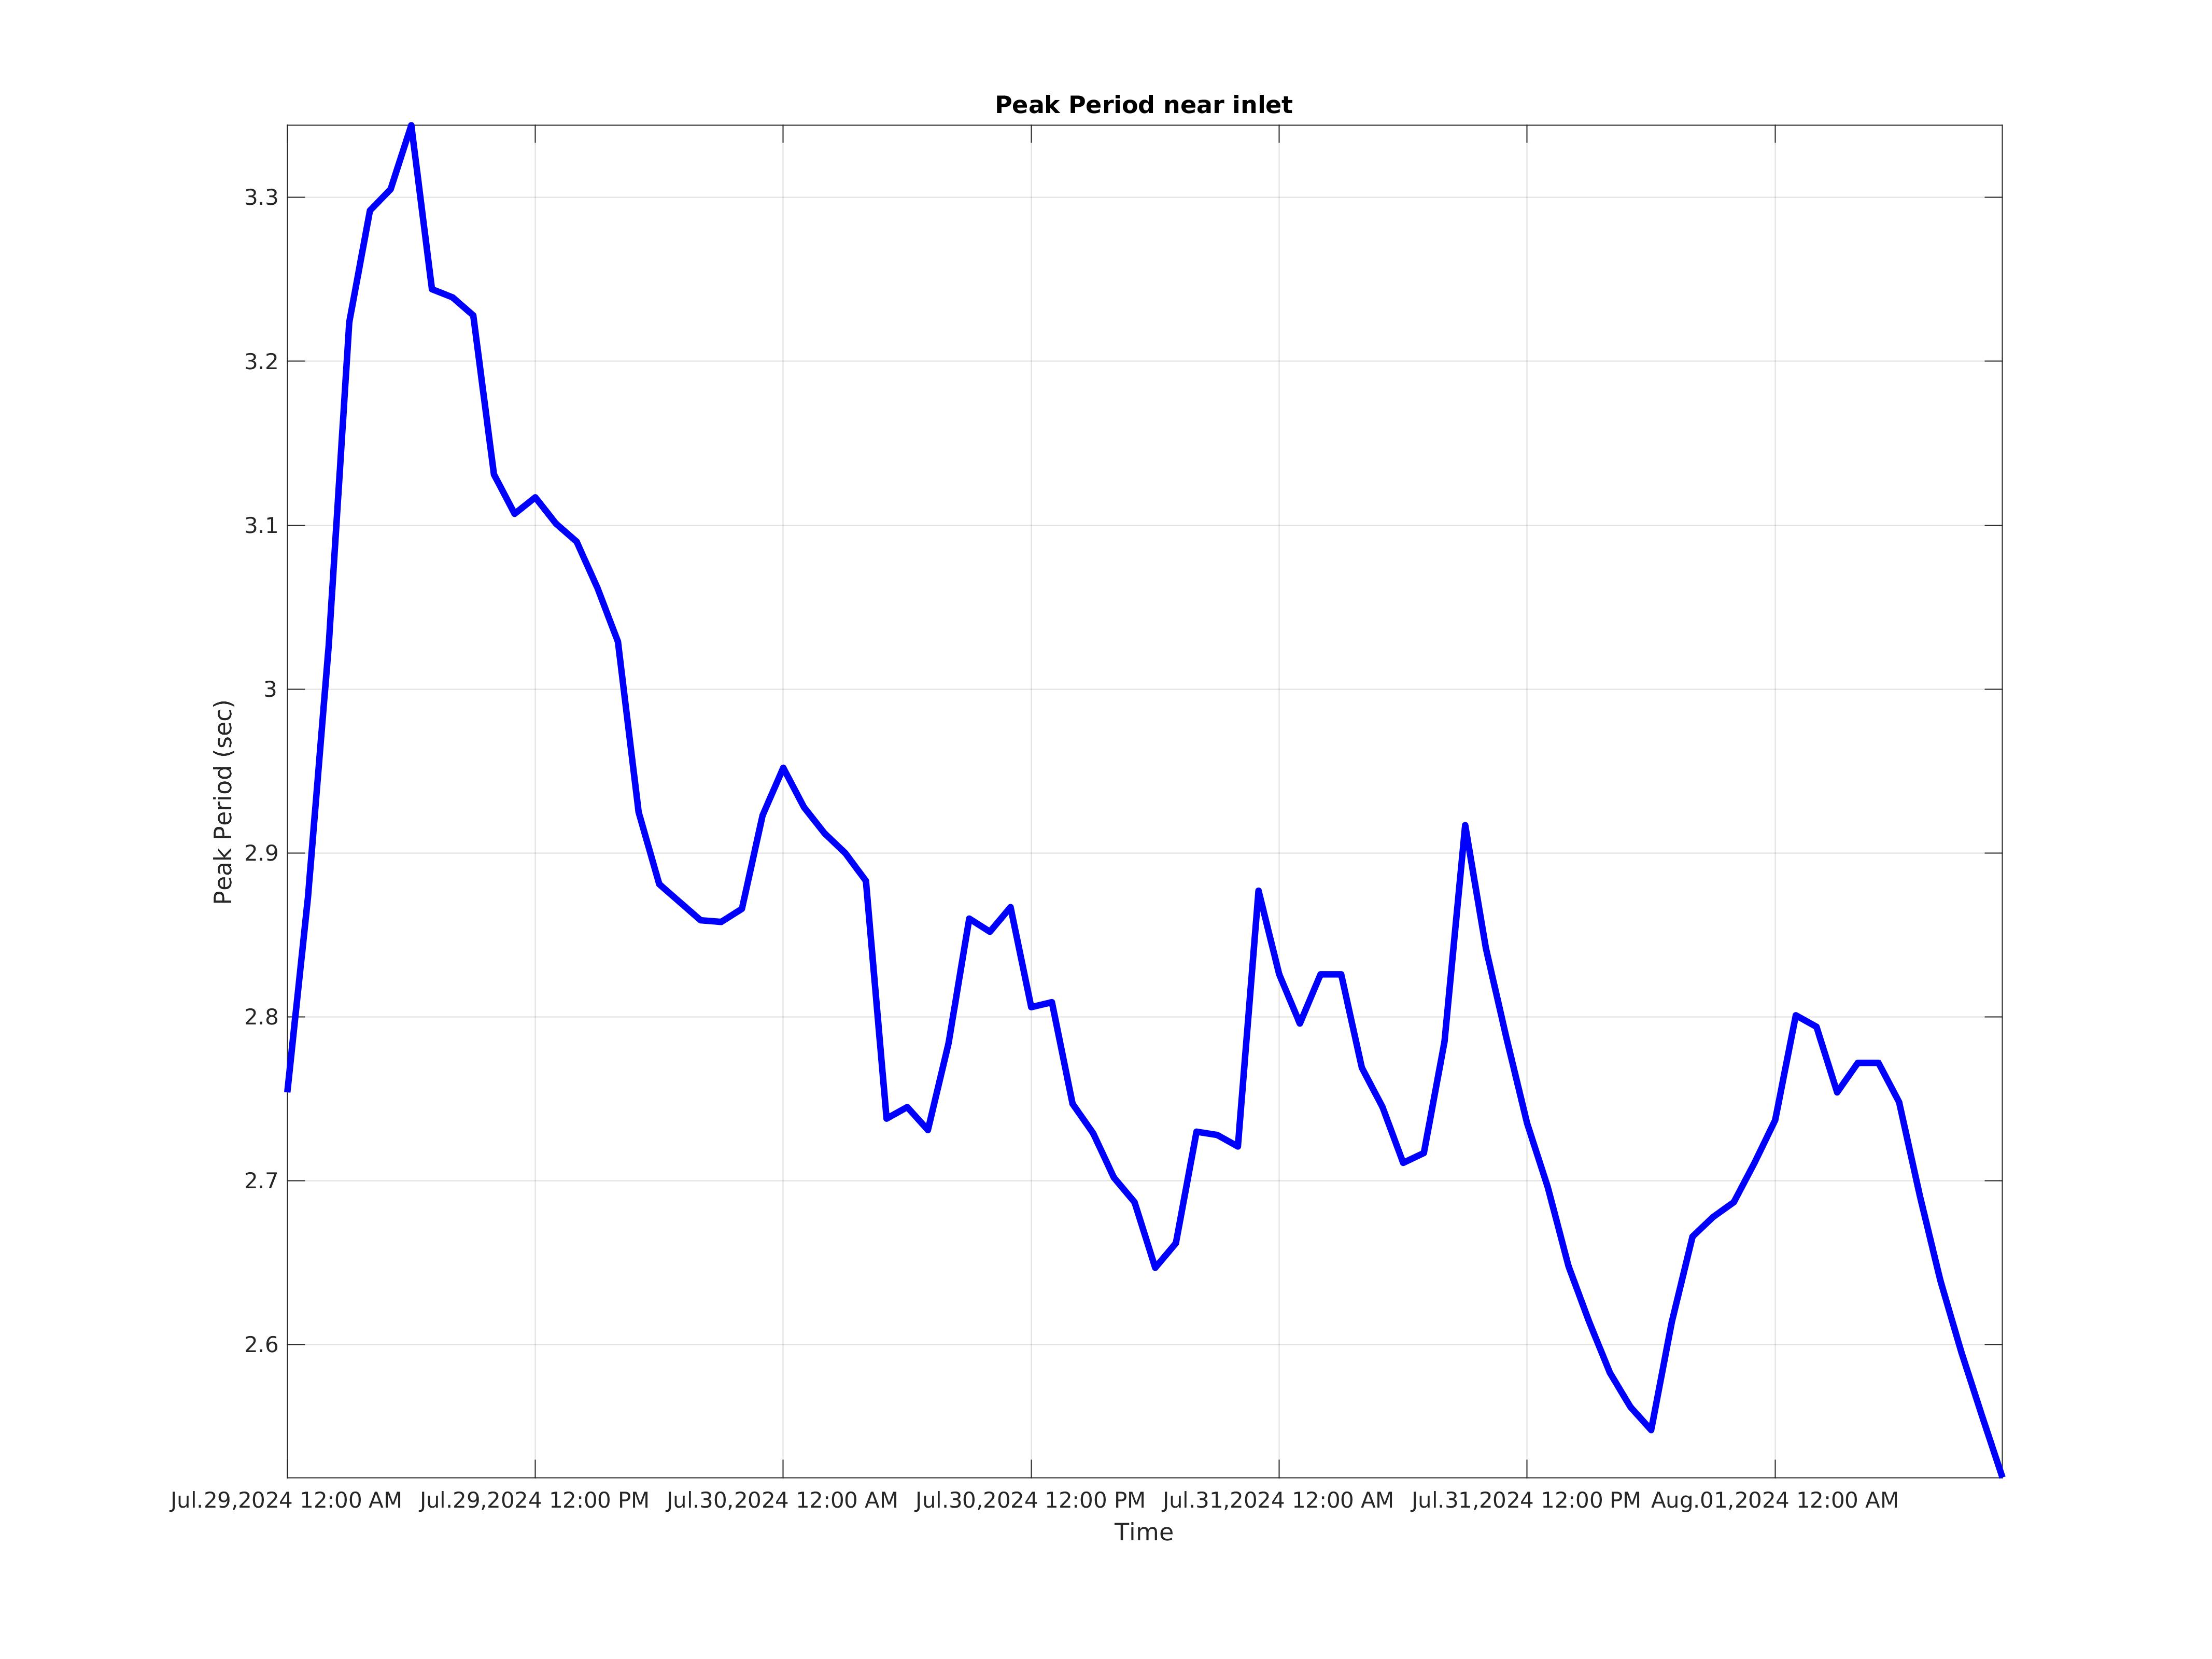 Peak Period near inlet
3.3
3.2
3.1
3
2.9
2.8
2.7
2.6
Peak Period (sec)
Jul.29,2024 12:00 AM Jul.29,2024 12:00 PM Jul.30,2024 12:00 AM Jul.30,2024 12:00 PM Jul.31,2024 12:00 AM Jul.31,2024 12:00 PM Aug.01,2024 12:00 AM
Time